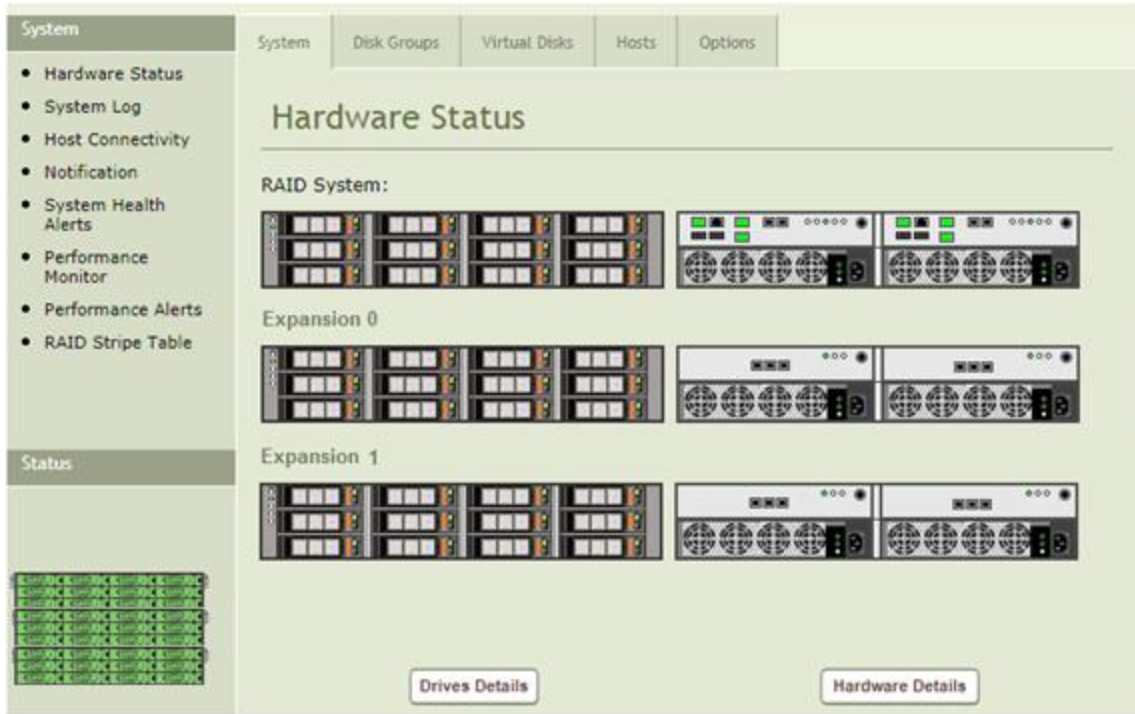 System
Hardware Status
System Log
Host Connectivity
Notification
System Health
Alerts
Performance
Monitor
Performance Alerts
RAID Stripe Table
Status
System
Disk Groups
Virtual Disks
Hosts
Options
Hardware Status
RAID System:
Expansion 0
Expansion 1
Drives Details
Hardware Details